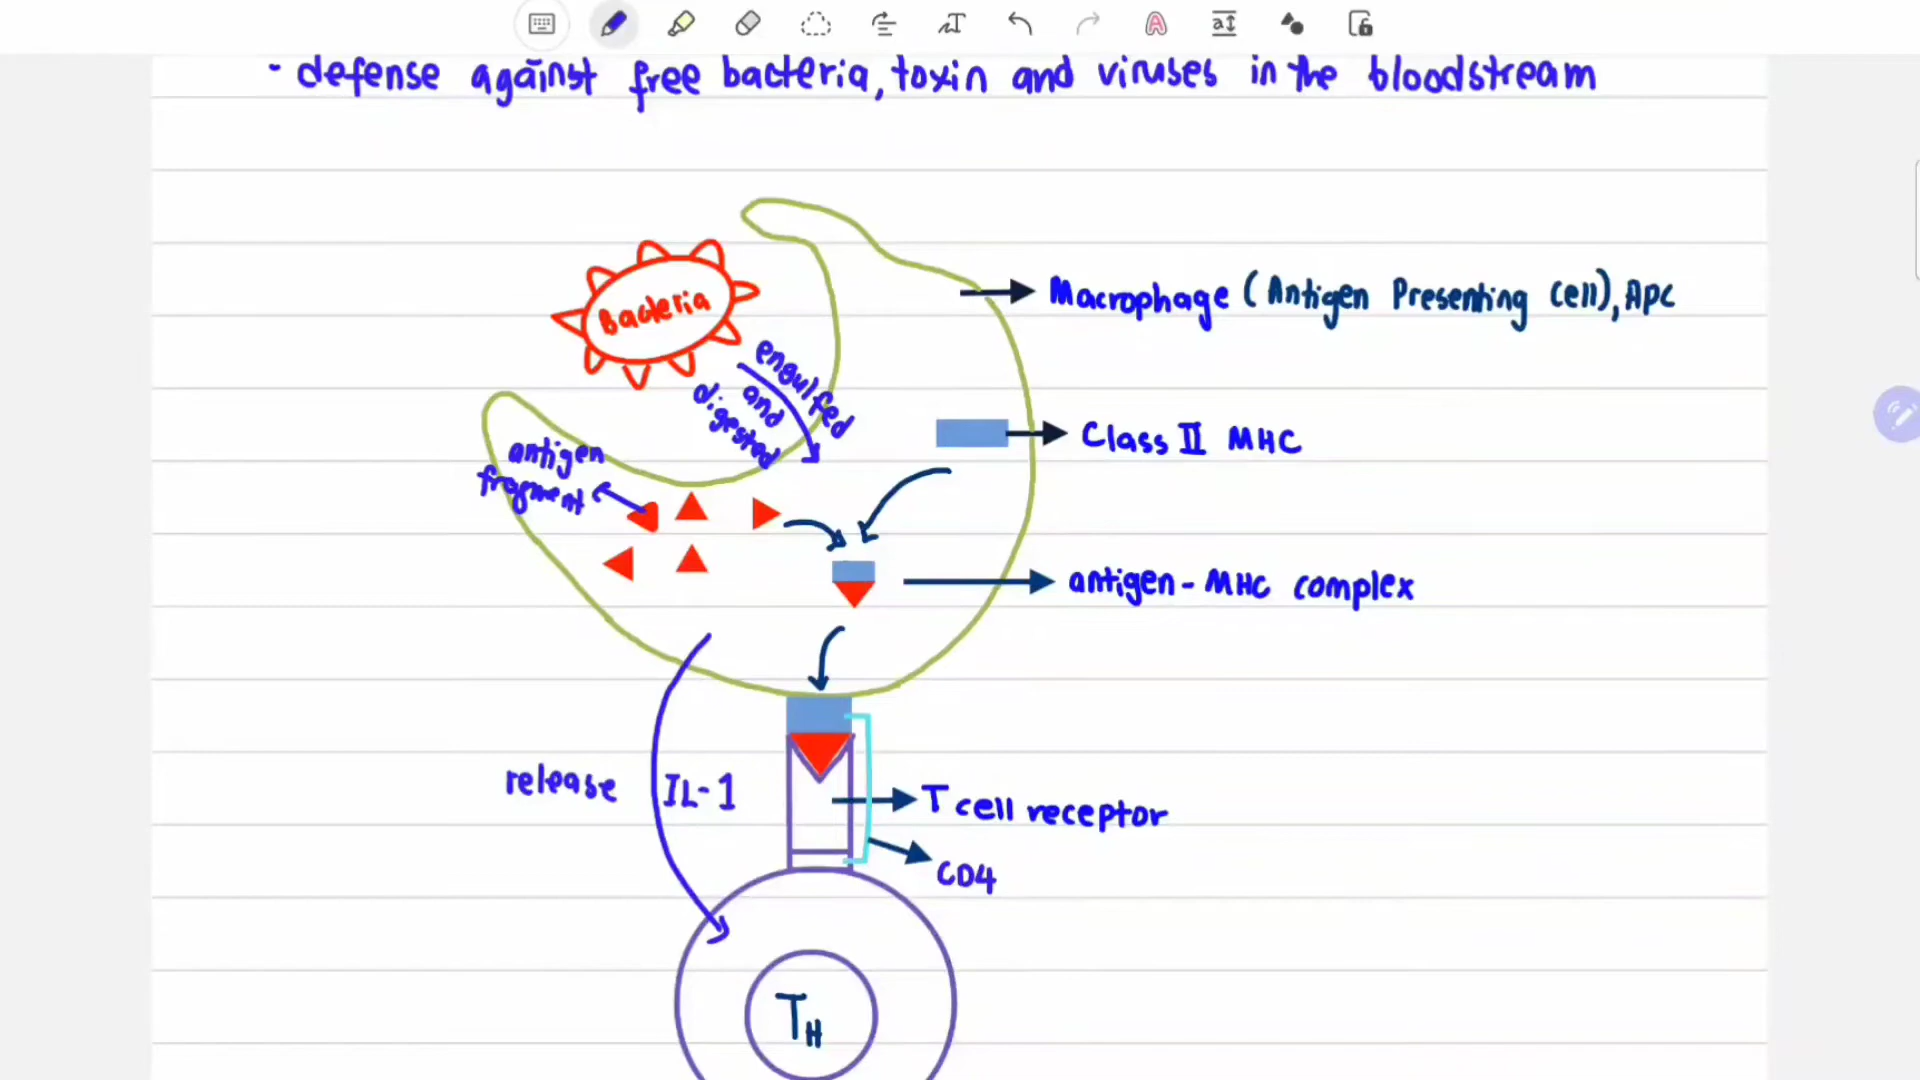 - defense against free bacteria, toxin and viruses in the bloodstream
Bacteria
Macrophage (Antigen Presenting Cell), APC
engulfed
and
digested
Class II MHC
antigen
fragment
antigen - MHC complex
release IL-1
T cell receptor
CD4
TH